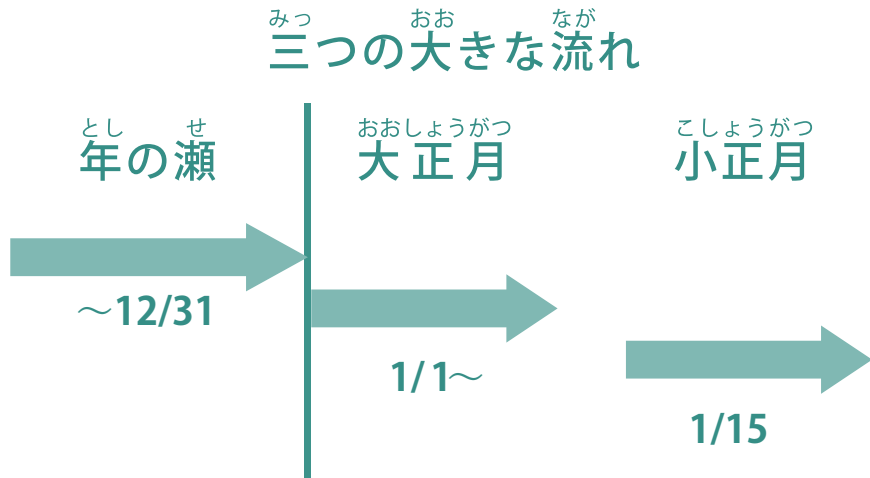 みっ おお なが
三つの大きな流れ
とし せ
年の瀬
おおしょうがつ
大正月
こしょうがつ
小正月
〜12/31
1/1〜
1/15